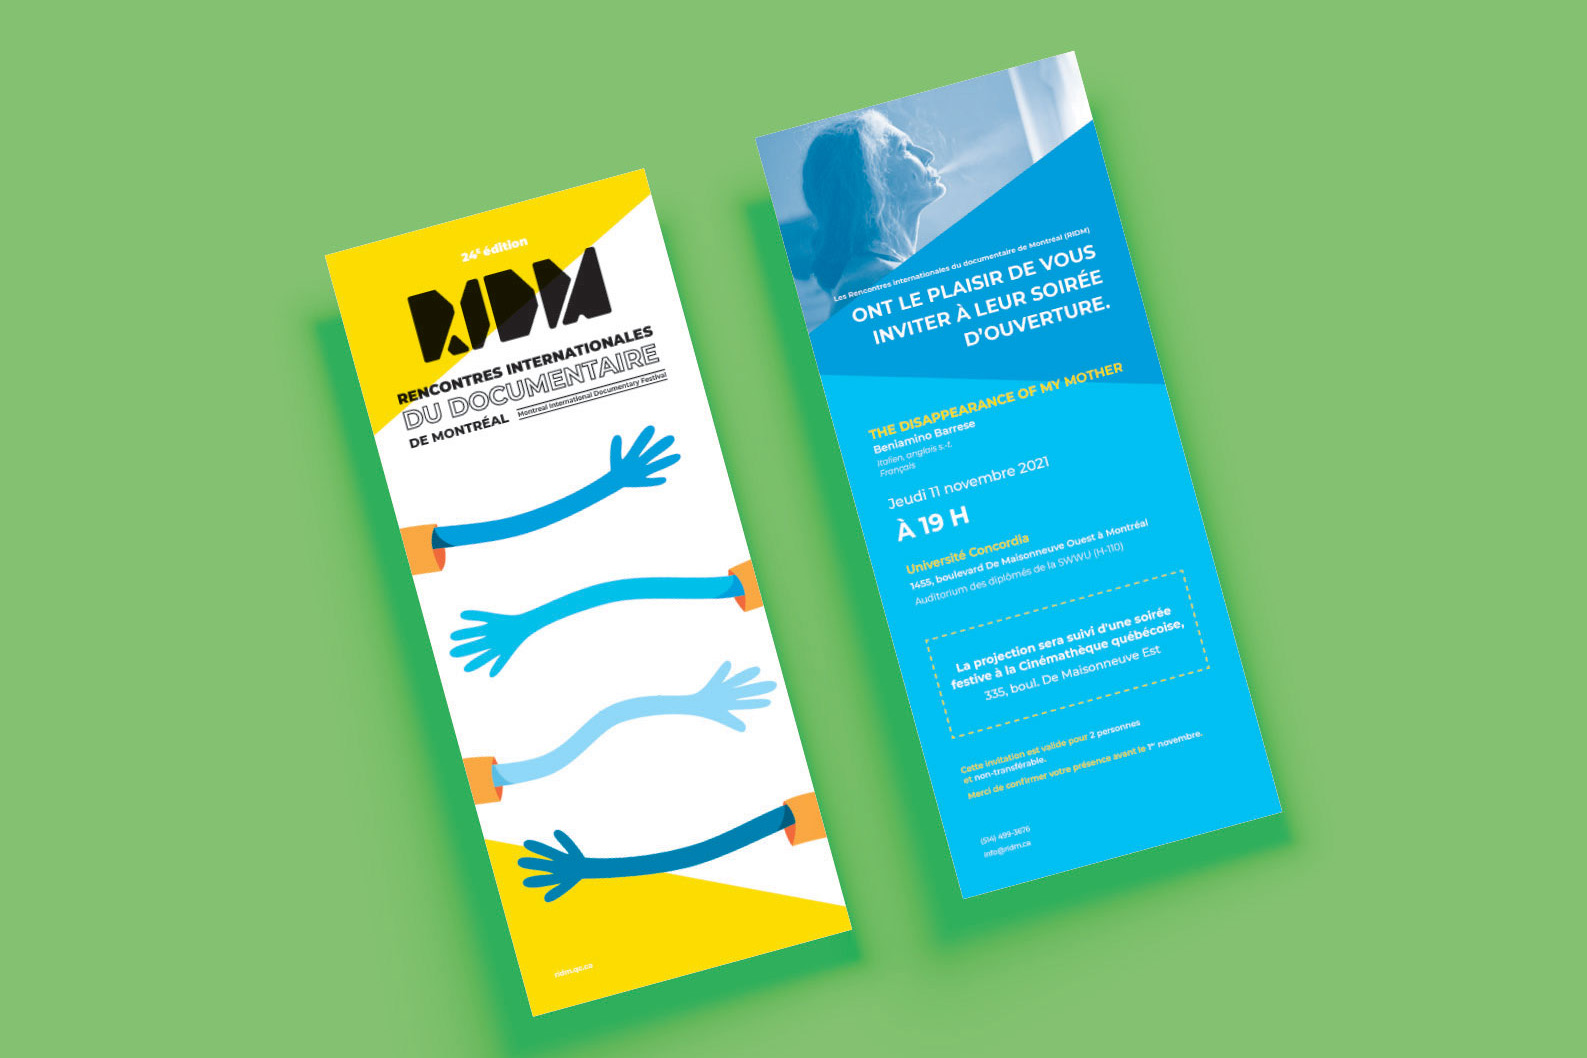 24e édition
RIDM
RENCONTRES INTERNATIONALES
DU DOCUMENTAIRE
DE MONTRÉAL Montreal International Documentary Festival
ridm.qc.ca
Les Rencontres internationales du documentaire de Montréal (RIDM)
ONT LE PLAISIR DE VOUS
INVITER À LEUR SOIRÉE
D'OUVERTURE.
THE DISAPPEARANCE OF MY MOTHER
Beniamino Barrese
Italien, anglais s.-t.
Français
Jeudi 11 novembre 2021
À 19 H
Université Concordia
1455, boulevard De Maisonneuve Ouest à Montréal
Auditorium des diplômés de la SWWU (H-110)
La projection sera suivi d'une soirée
festive à la Cinémathèque québécoise,
335, boul. De Maisonneuve Est
Cette invitation est valide pour 2 personnes
et non-transférable.
Merci de confirmer votre présence avant le 1er novembre.
(514) 499-3676
info@ridm.ca